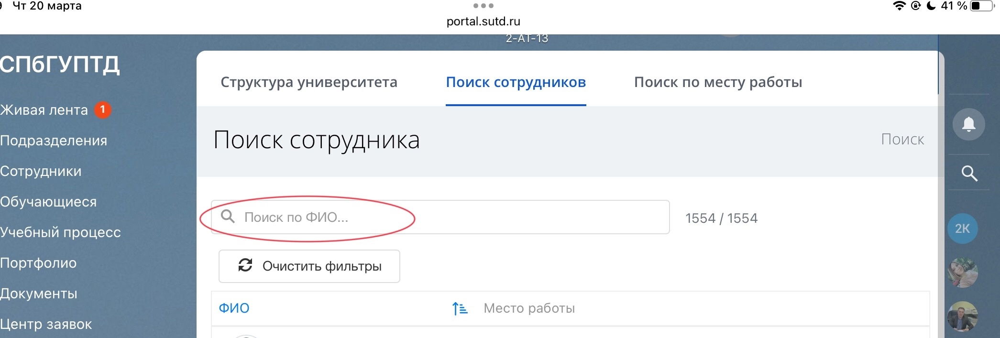 Чт 20 марта
41 %
portal.sutd.ru
2-АТ-13
СПбГУПТД
Живая лента 1
Подразделения
Сотрудники
Обучающиеся
Учебный процесс
Портфолио
Документы
Центр заявок
Структура университета
Поиск сотрудников
Поиск по месту работы
Поиск сотрудника
Поиск
Поиск по ФИО...
1554 / 1554
Очистить фильтры
ФИО
Место работы
2К